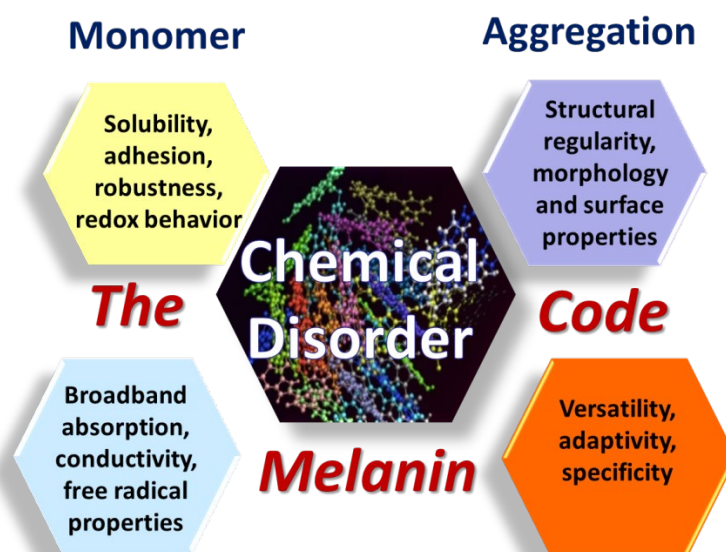 Monomer
Aggregation
Solubility,
adhesion,
robustness,
redox behavior
Structural
regularity,
morphology
and surface
properties
Chemical
Disorder
The
Code
Broadband
absorption,
conductivity,
free radical
properties
Melanin
Versatility,
adaptivity,
specificity